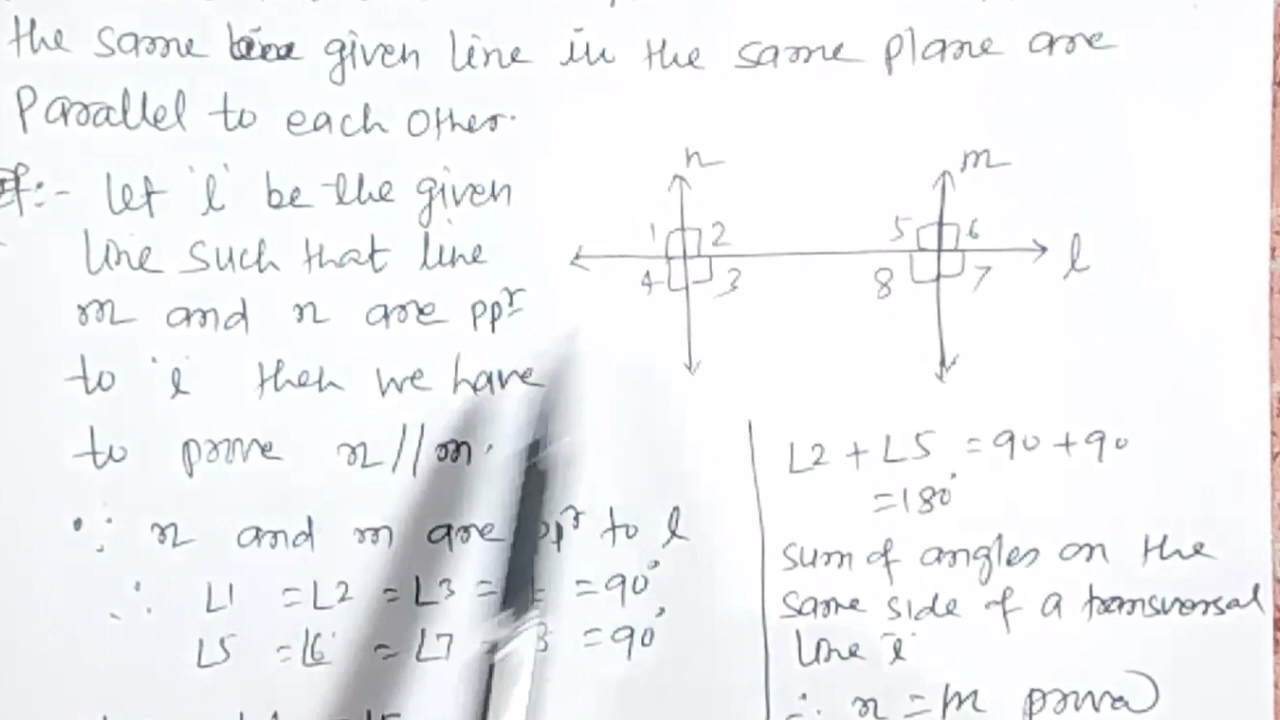 the same line given line in the same plane are
Parallel to each other.
let 'l' be the given
line such that line
m and n are ppr
to 'l' then we have
to prove n//m.
∵ n and m are ppr to l
∴ ∠1 = ∠2 = ∠3 = = 90°
∠5 = ∠6 = ∠7 = 8 = 90°
n
m
1 2
5 6
l
4 3
8 7
∠2 + ∠5 = 90 + 90
= 180°
sum of angles on the
same side of a transversal
line l
∴ n = m prove